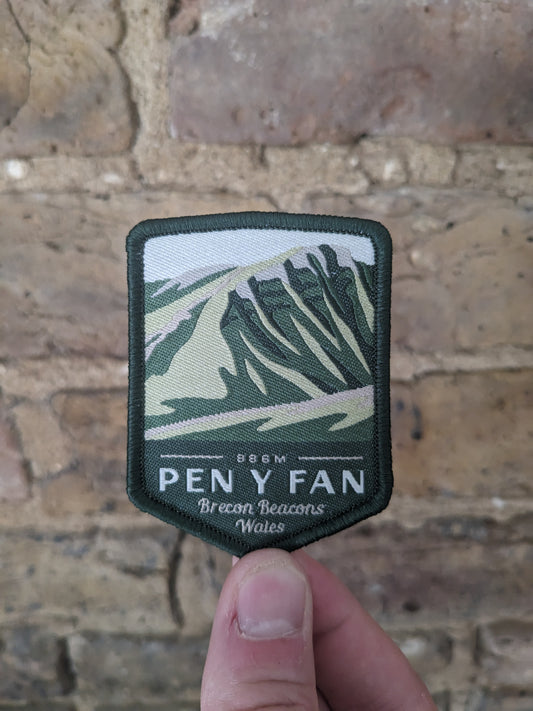 886M
PEN Y FAN
Brecon Beacons
Wales